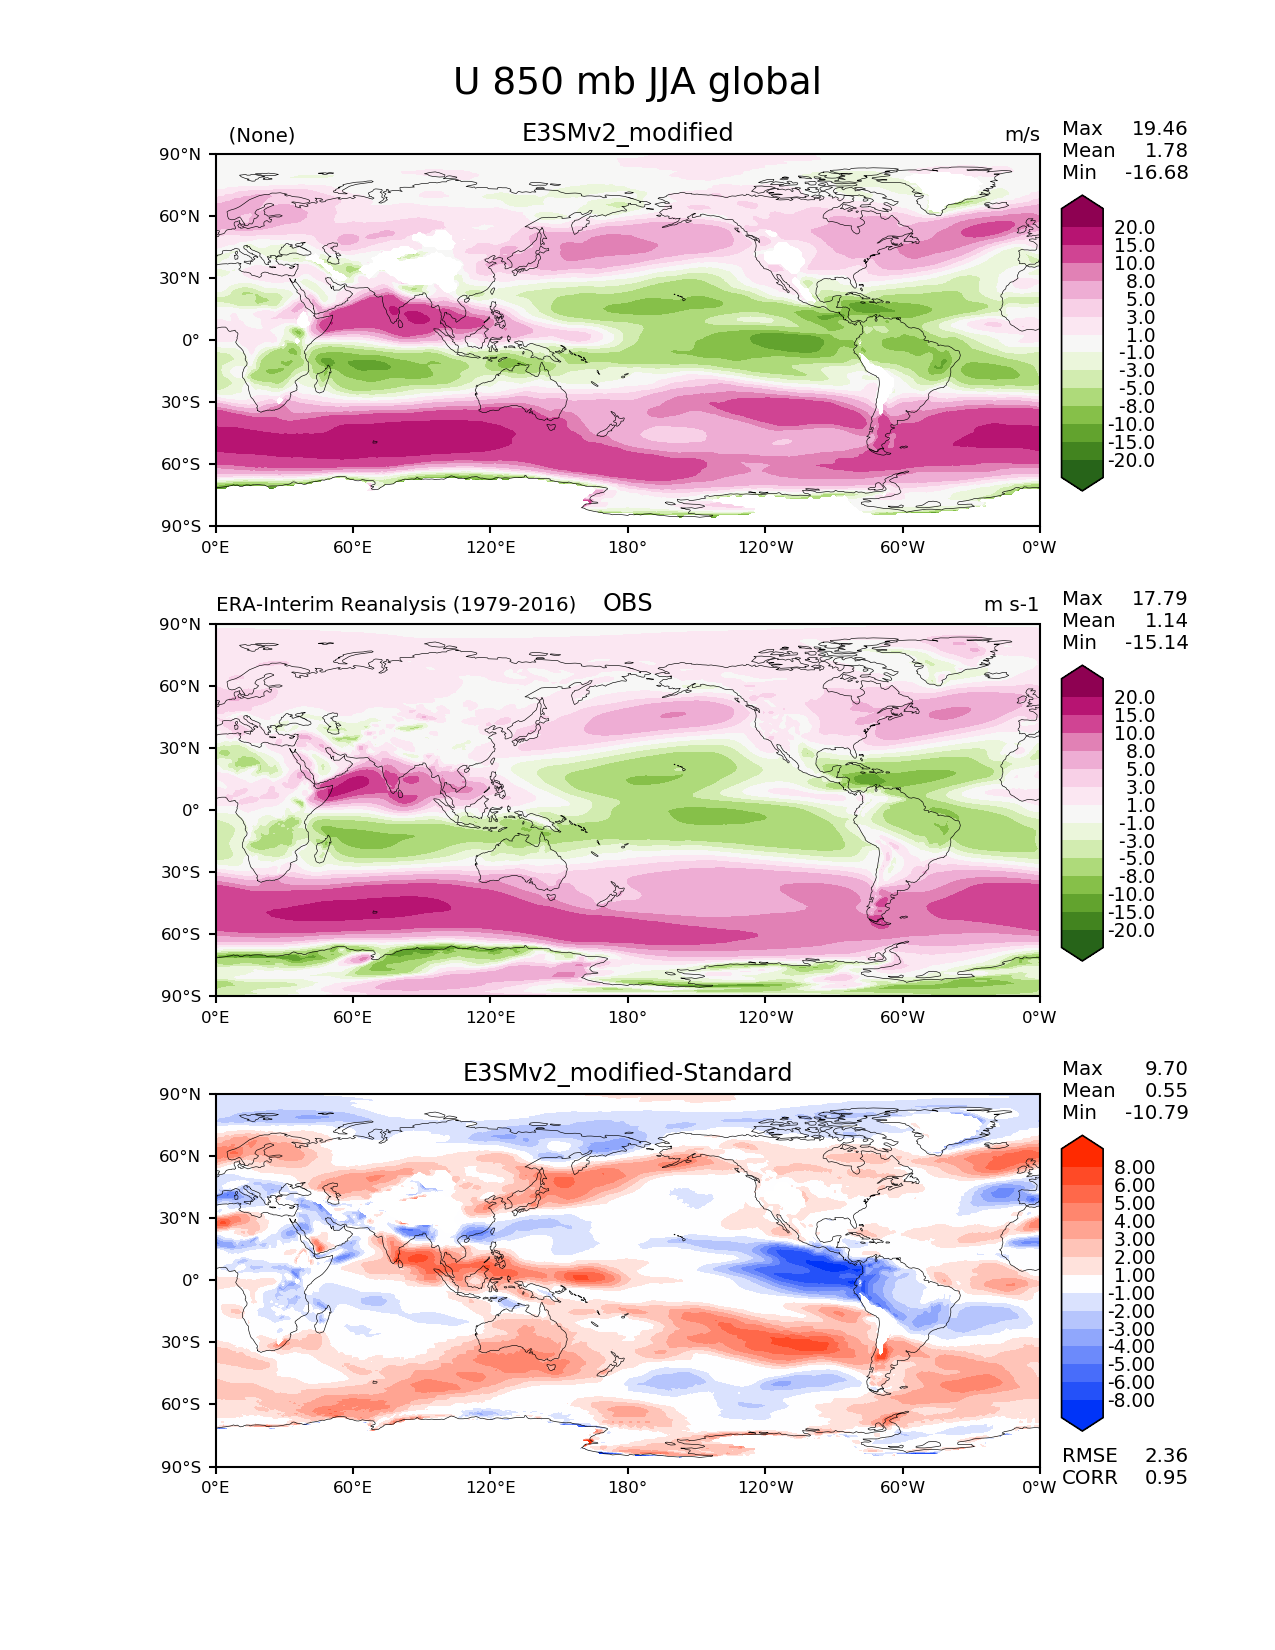 U 850 mb JJA global
(None) E3SMv2_modified m/s
Max 19.46
Mean 1.78
Min -16.68
90°N
60°N
30°N
0°
30°S
60°S
90°S
0°E 60°E 120°E 180° 120°W 60°W 0°W
20.0
15.0
10.0
8.0
5.0
3.0
1.0
-1.0
-3.0
-5.0
-8.0
-10.0
-15.0
-20.0
ERA-Interim Reanalysis (1979-2016) OBS m s-1
Max 17.79
Mean 1.14
Min -15.14
90°N
60°N
30°N
0°
30°S
60°S
90°S
0°E 60°E 120°E 180° 120°W 60°W 0°W
20.0
15.0
10.0
8.0
5.0
3.0
1.0
-1.0
-3.0
-5.0
-8.0
-10.0
-15.0
-20.0
E3SMv2_modified-Standard
Max 9.70
Mean 0.55
Min -10.79
90°N
60°N
30°N
0°
30°S
60°S
90°S
0°E 60°E 120°E 180° 120°W 60°W 0°W
8.00
6.00
5.00
4.00
3.00
2.00
1.00
-1.00
-2.00
-3.00
-4.00
-5.00
-6.00
-8.00
RMSE 2.36
CORR 0.95